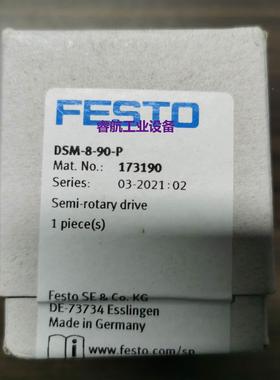 FESTO
睿航工业设备
DSM-8-90-P
Mat. No.: 173190
Series: 03-2021:02
Semi-rotary drive
1 piece(s)
Festo SE & Co. KG
DE-73734 Esslingen
Made in Germany
www.festo.com/sp